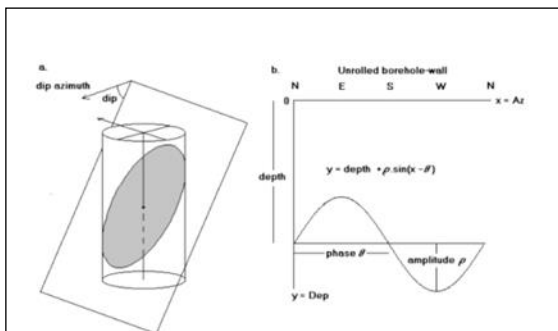 a.
dip azimuth
dip
b.
Unrolled borehole-wall
N E S W N
0
x = Az
depth
y = depth + ρ.sin(x - θ)
phase θ
amplitude ρ
y = Dep